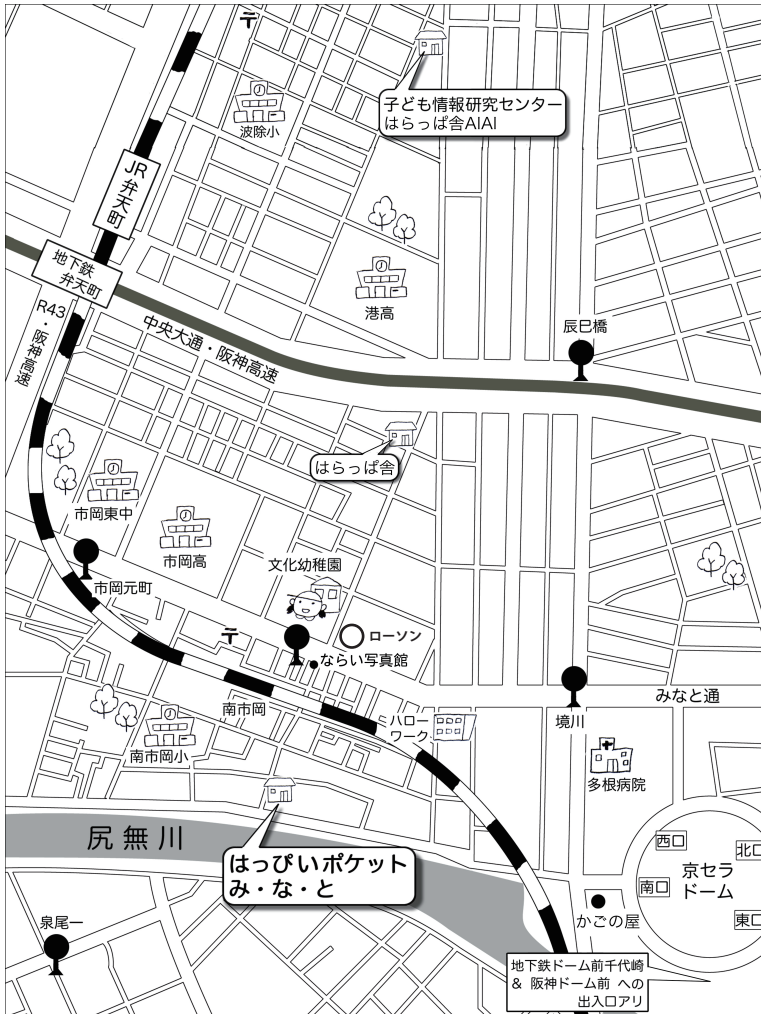 〒
子ども情報研究センター
はらっぱ舎AIAI
波除小
JR
弁天町
地下鉄
弁天町
港高
R43・阪神高速
中央大通・阪神高速
辰巳橋
はらっぱ舎
市岡東中
市岡高
文化幼稚園
市岡元町
〒
ローソン
ならい写真館
みなと通
南市岡
ハロー
ワーク
境川
南市岡小
多根病院
尻無川
はっぴいポケット
み・な・と
西口
北口
京セラ
ドーム
南口
東口
かごの屋
泉尾一
地下鉄ドーム前千代崎
& 阪神ドーム前 への
出入口アリ